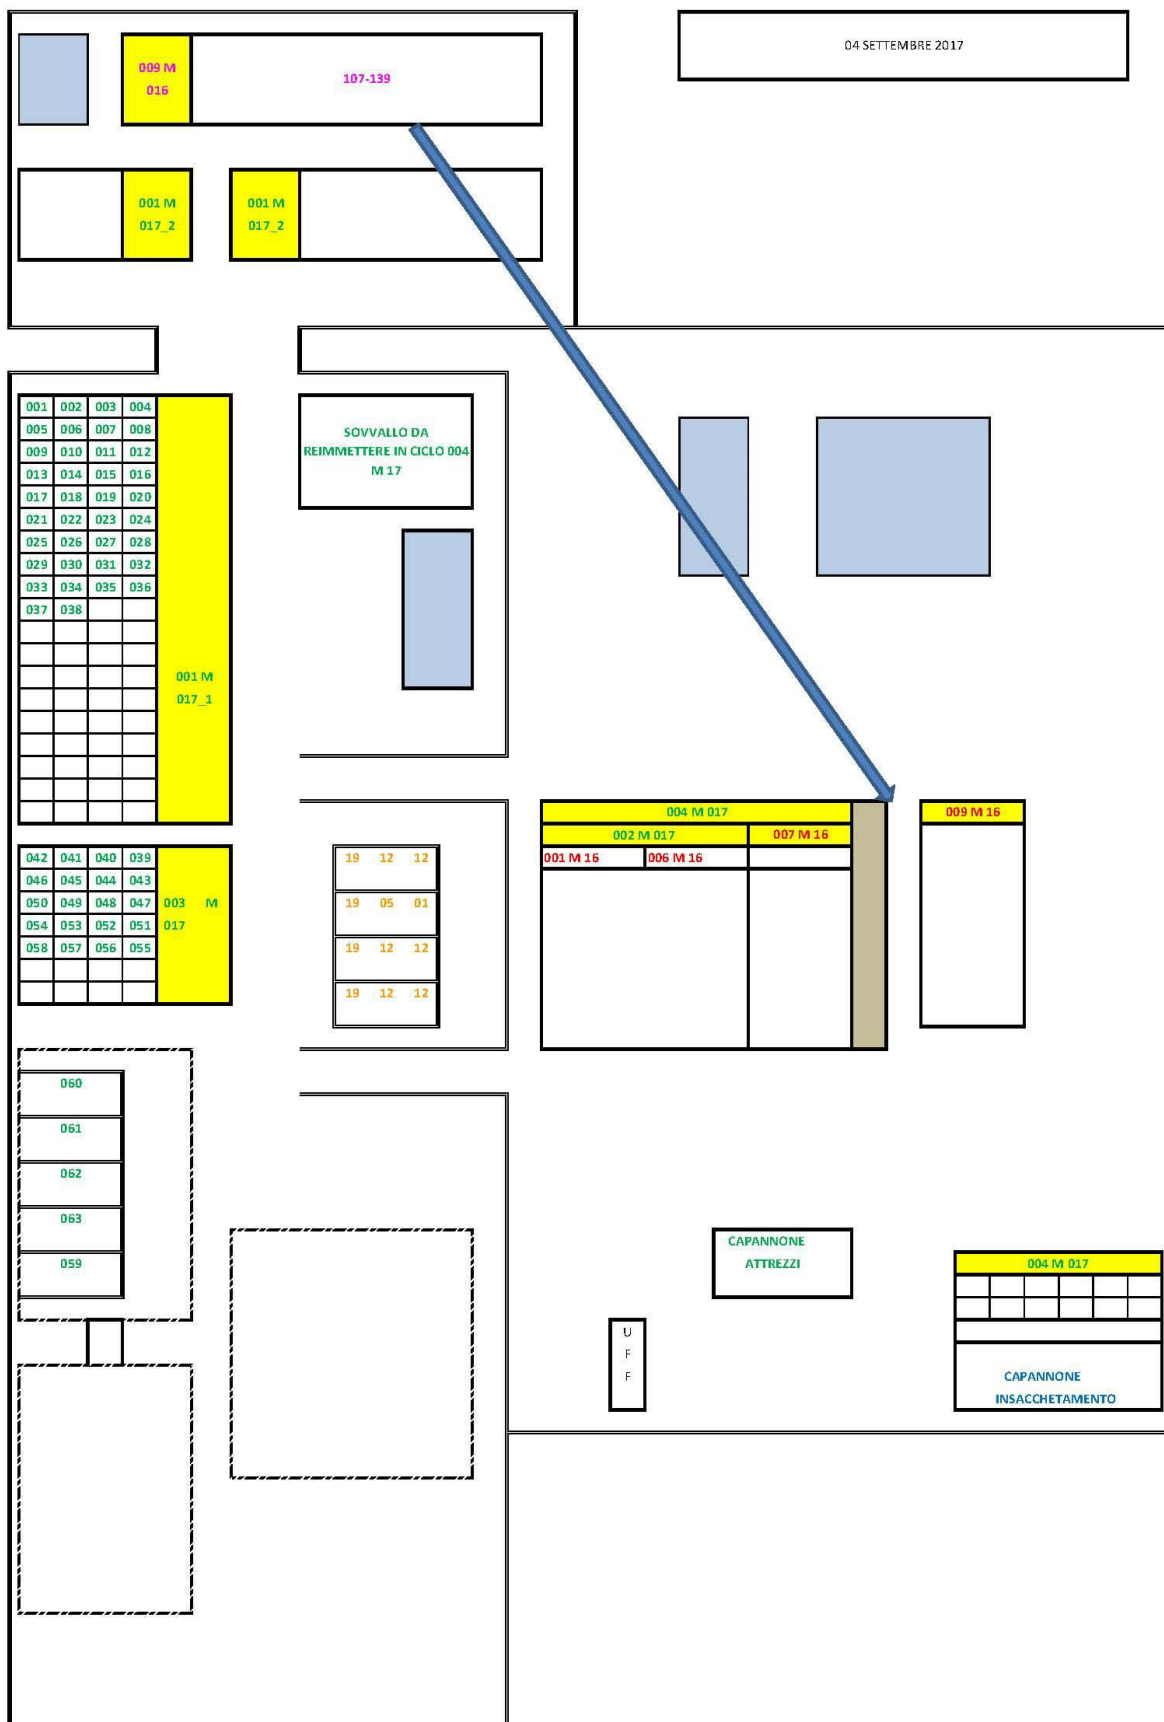 04 SETTEMBRE 2017
009 M
016
107-139
001 M
017_2
001 M
017_2
001 002 003 004
005 006 007 008
009 010 011 012
013 014 015 016
017 018 019 020
021 022 023 024
025 026 027 028
029 030 031 032
033 034 035 036
037 038
001 M
017_1
SOVVALLO DA
REIMMETTERE IN CICLO 004
M 17
042 041 040 039
046 045 044 043
050 049 048 047
054 053 052 051
058 057 056 055
003 M
017
19 12 12
19 05 01
19 12 12
19 12 12
004 M 017
002 M 017
007 M 16
001 M 16
006 M 16
009 M 16
060
061
062
063
059
CAPANNONE
ATTREZZI
U
F
F
004 M 017
CAPANNONE
INSACCHETAMENTO